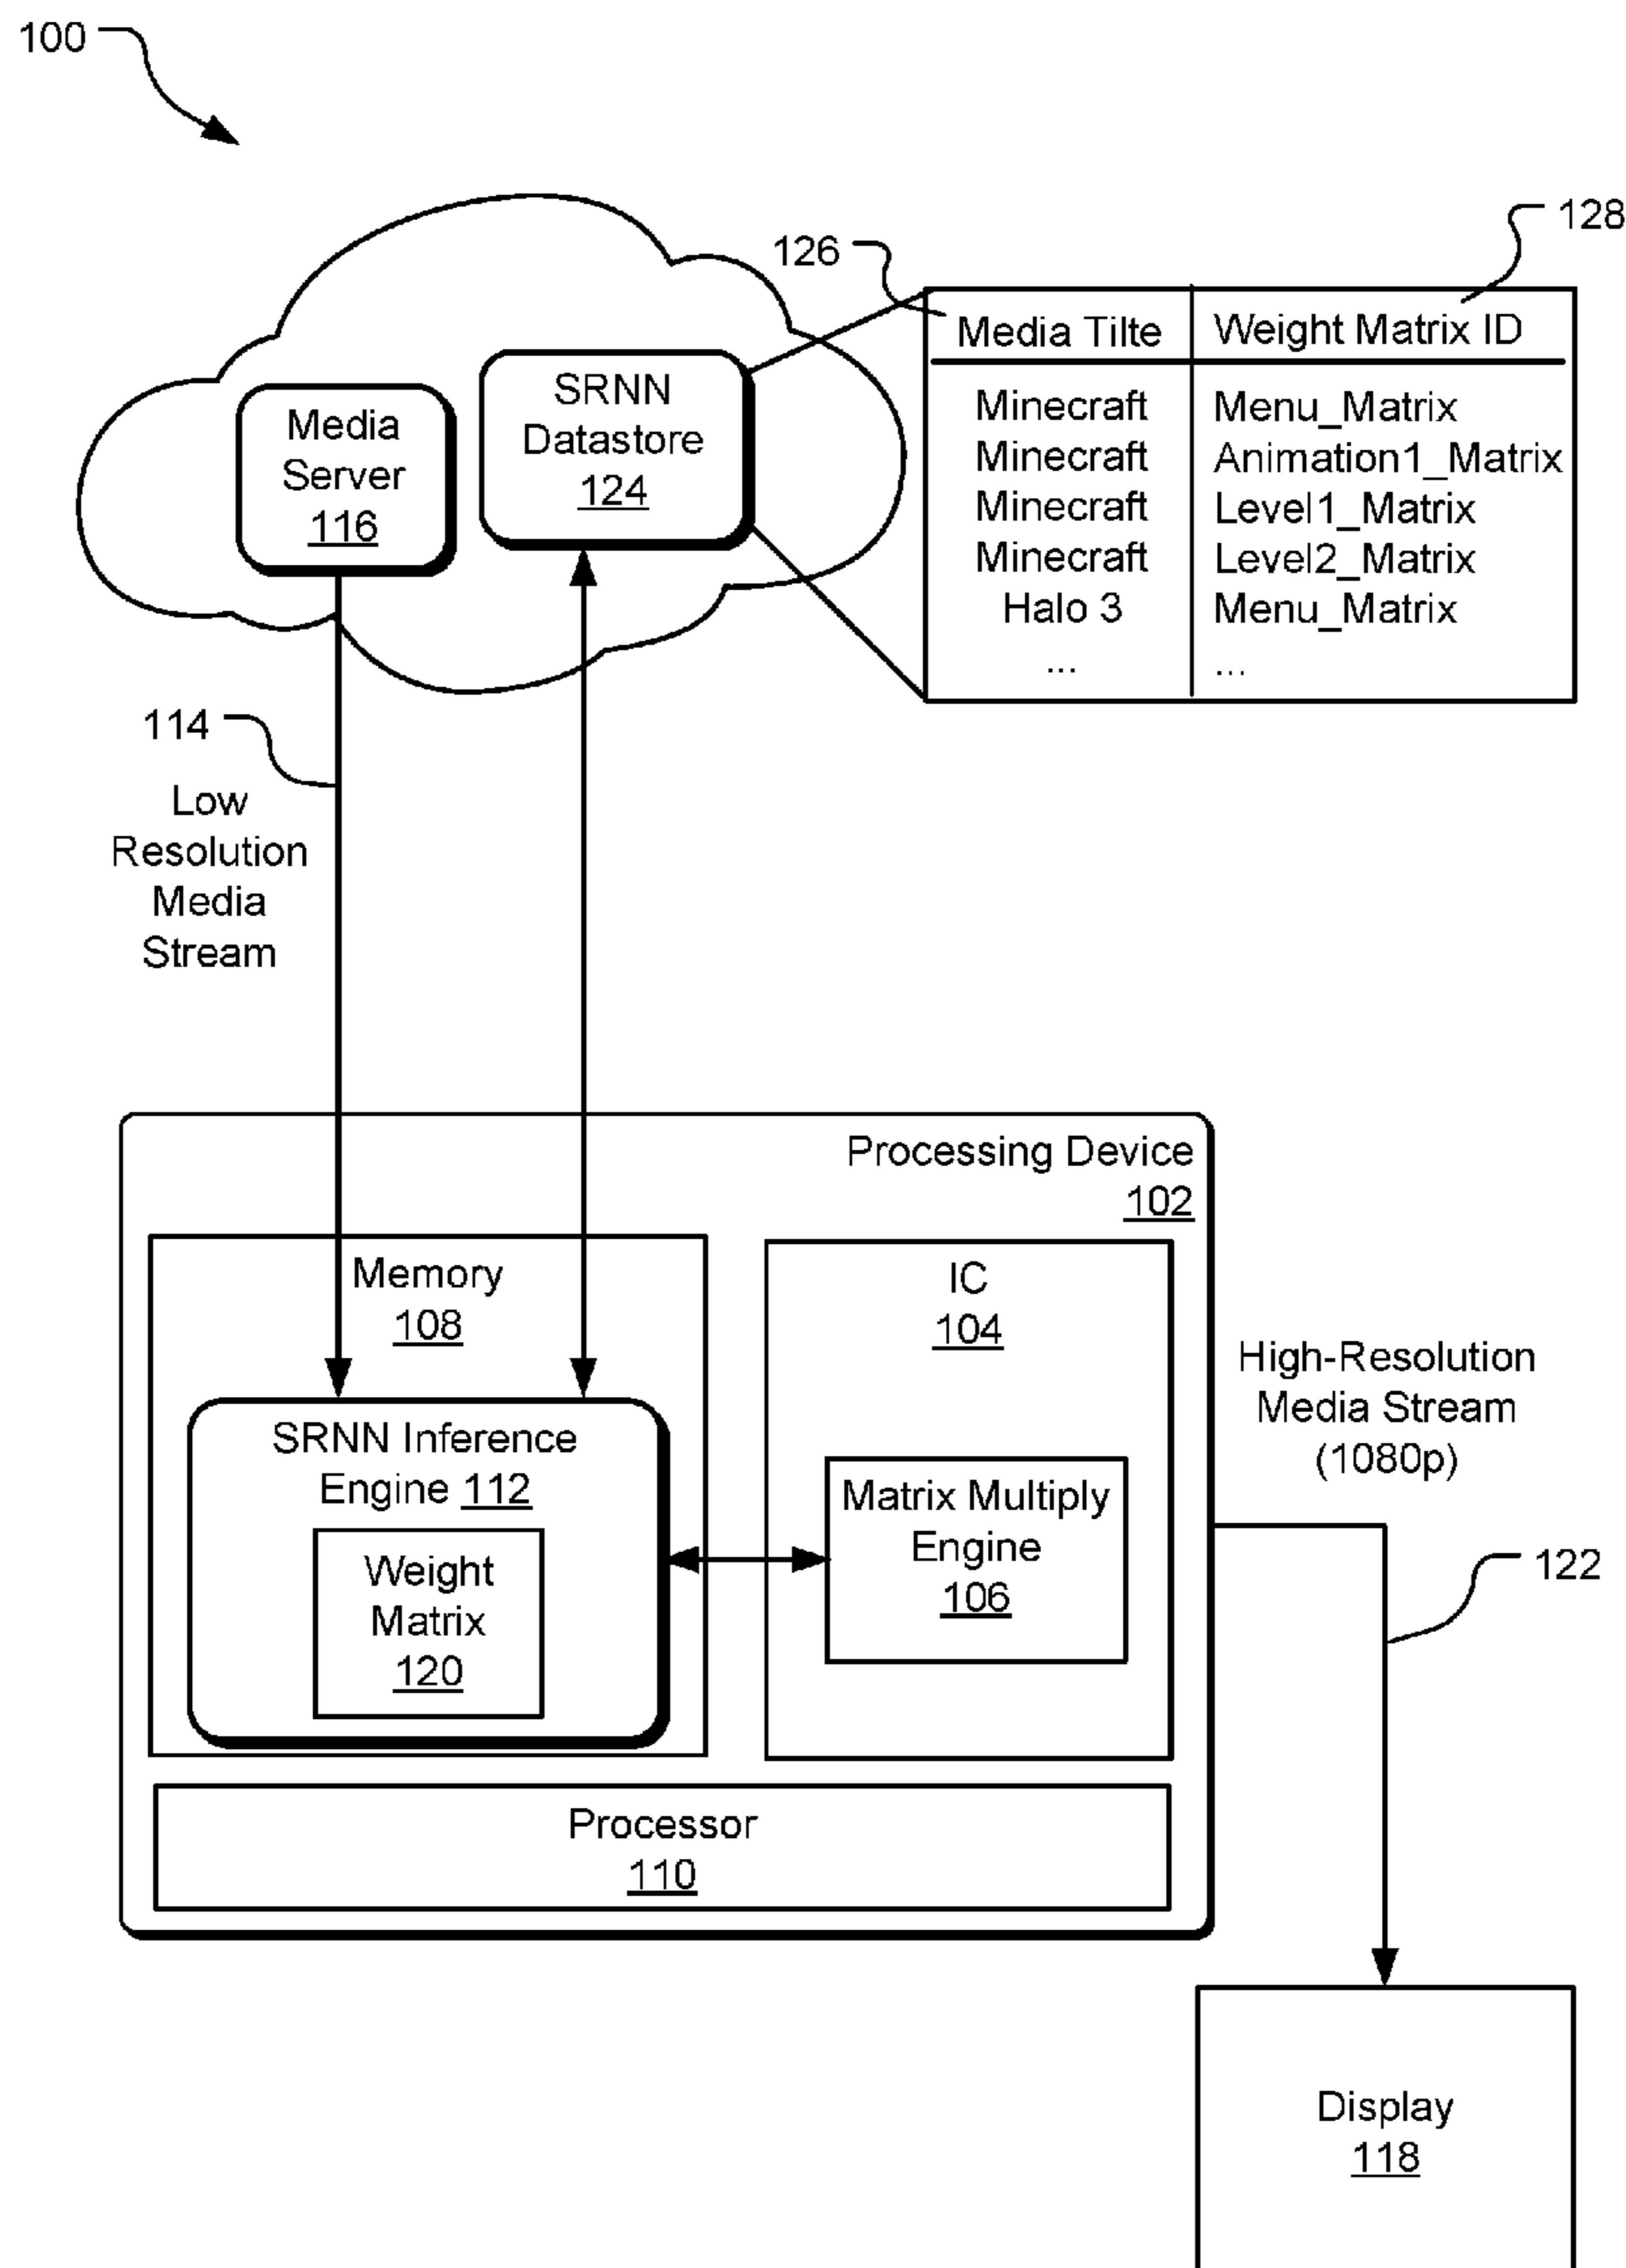 100
128
126
Media Tilte Weight Matrix ID
Minecraft Menu_Matrix
Minecraft Animation1_Matrix
Minecraft Level1_Matrix
Minecraft Level2_Matrix
Halo 3 Menu_Matrix
... ...
Media
Server
116
SRNN
Datastore
124
114
Low
Resolution
Media
Stream
Processing Device
102
Memory
108
IC
104
SRNN Inference
Engine 112
Weight
Matrix
120
Matrix Multiply
Engine
106
Processor
110
High-Resolution
Media Stream
(1080p)
122
Display
118